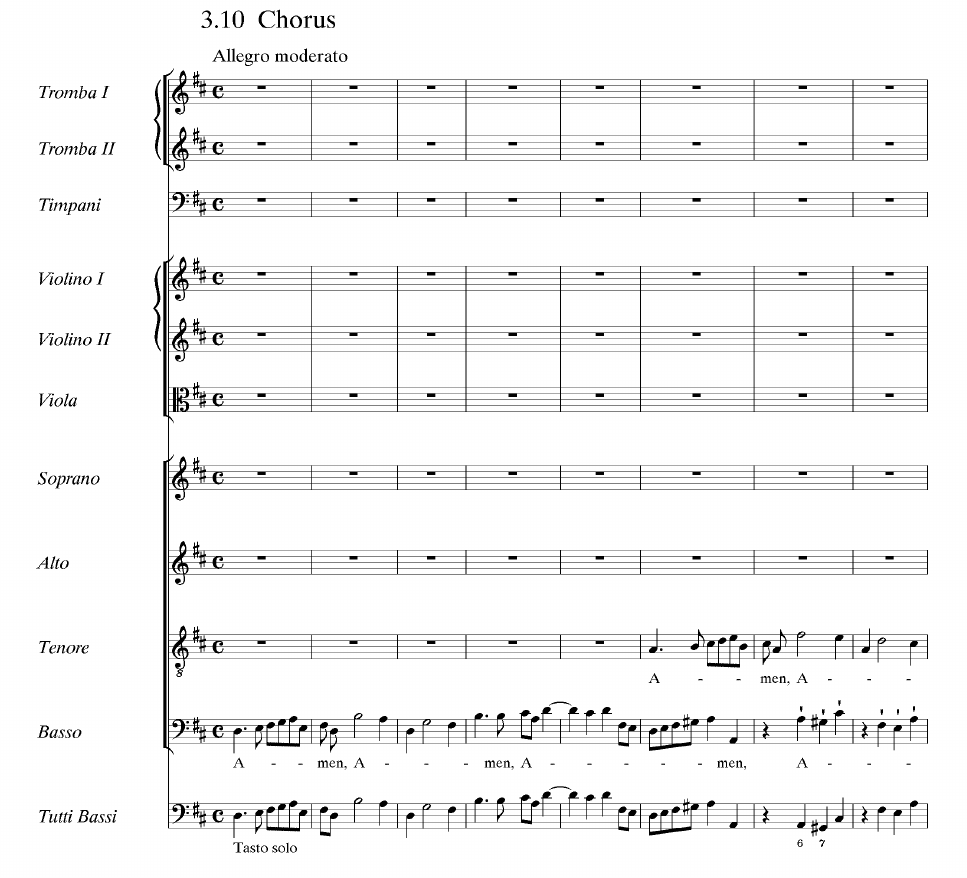 3.10 Chorus
Allegro moderato
Tromba I
Tromba II
Timpani
Violino I
Violino II
Viola
Soprano
Alto
Tenore
A - - men, A - - -
Basso
A - - men, A - - - men, A - - - - men, A - - -
Tutti Bassi
Tasto solo
6 7